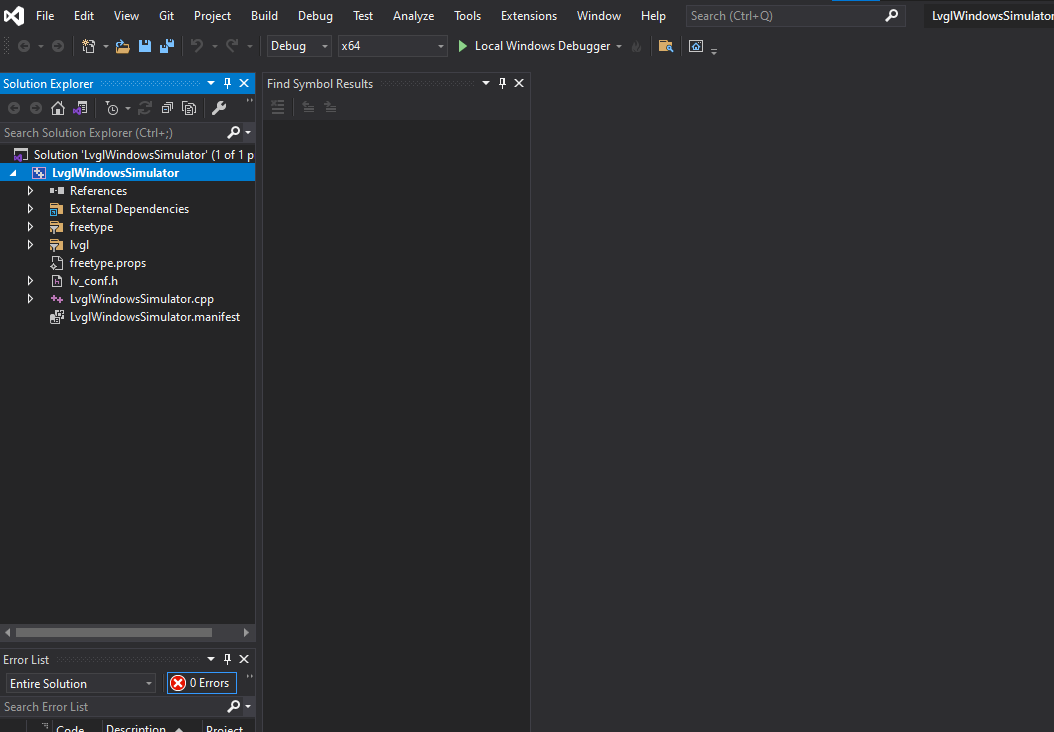 File Edit View Git Project Build Debug Test Analyze Tools Extensions Window Help Search (Ctrl+Q) LvglWindowsSimulator
Debug x64 Local Windows Debugger
Solution Explorer
Search Solution Explorer (Ctrl+;)
Solution 'LvglWindowsSimulator' (1 of 1 p
LvglWindowsSimulator
References
External Dependencies
freetype
lvgl
freetype.props
lv_conf.h
LvglWindowsSimulator.cpp
LvglWindowsSimulator.manifest
Find Symbol Results
Error List
Entire Solution 0 Errors
Search Error List
Code Description Project